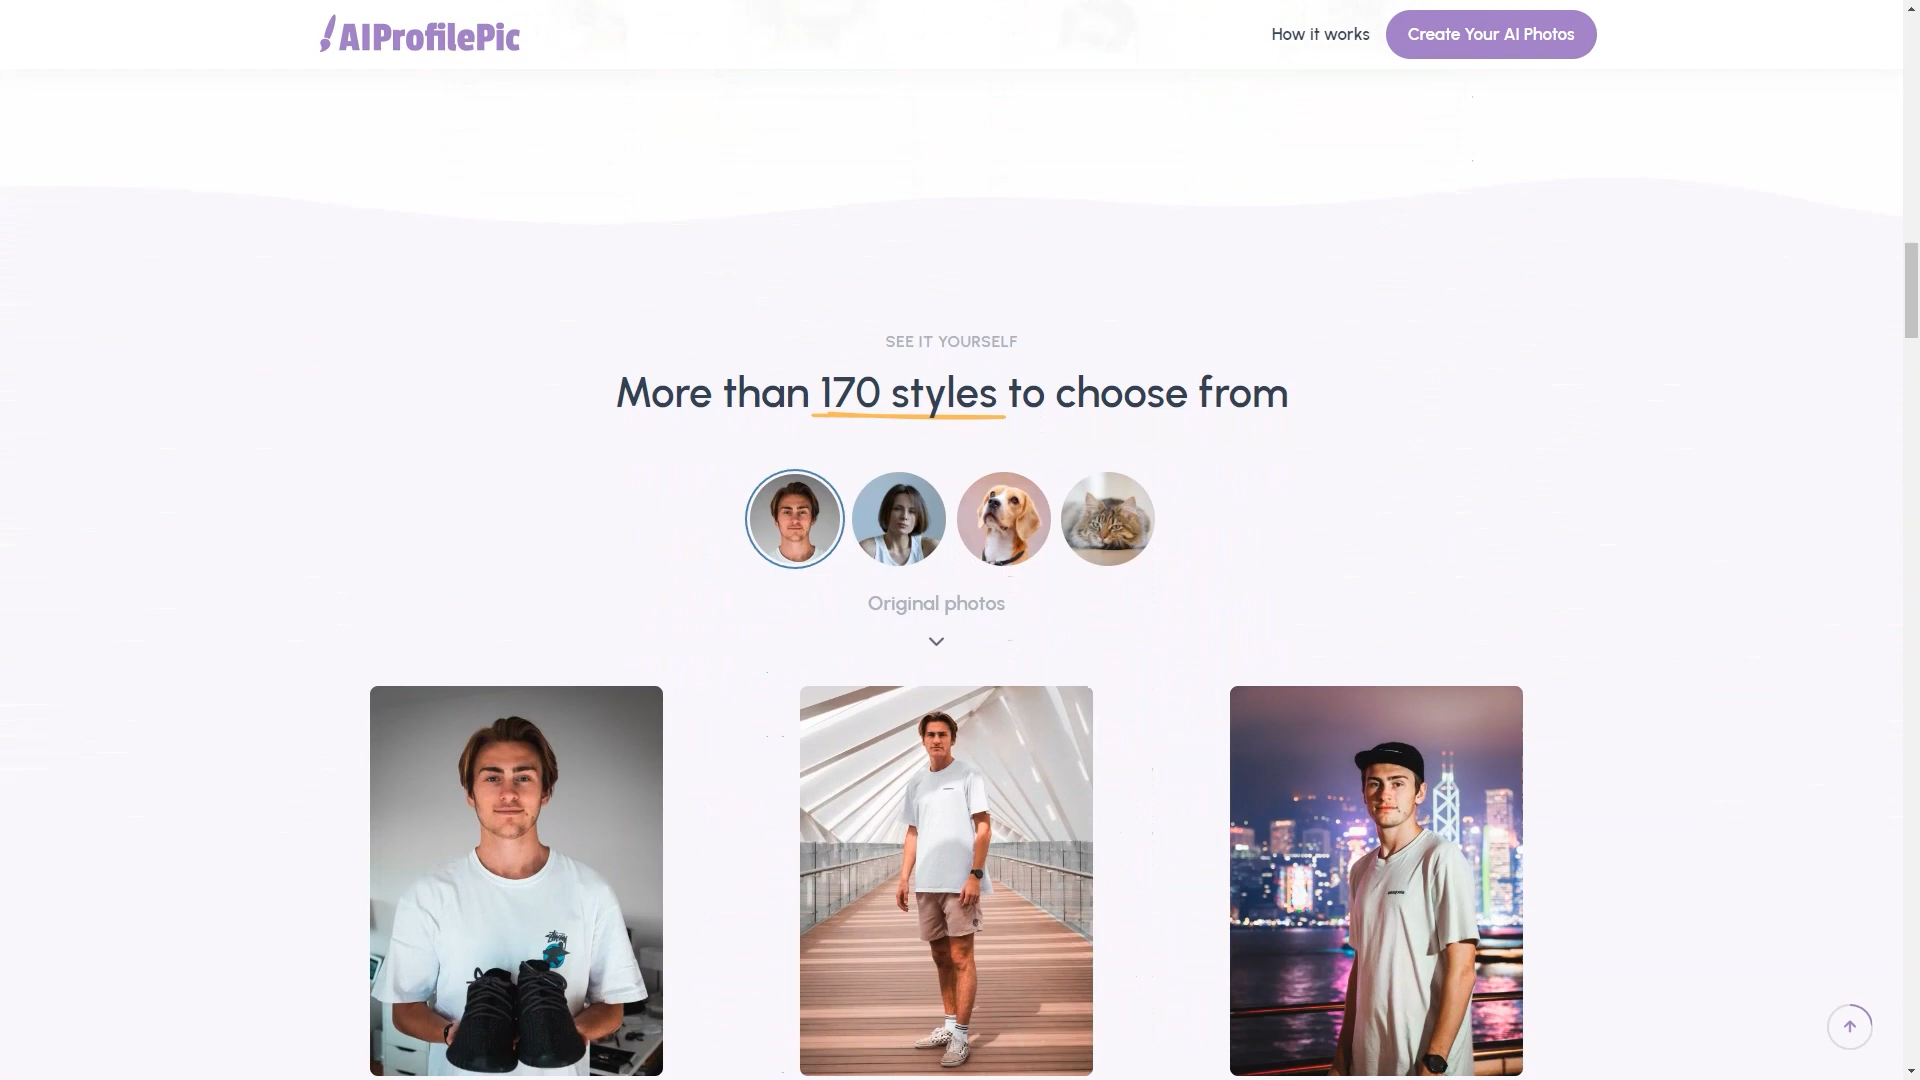 AIProfilePic
How it works
Create Your AI Photos
SEE IT YOURSELF
More than 170 styles to choose from
Original photos